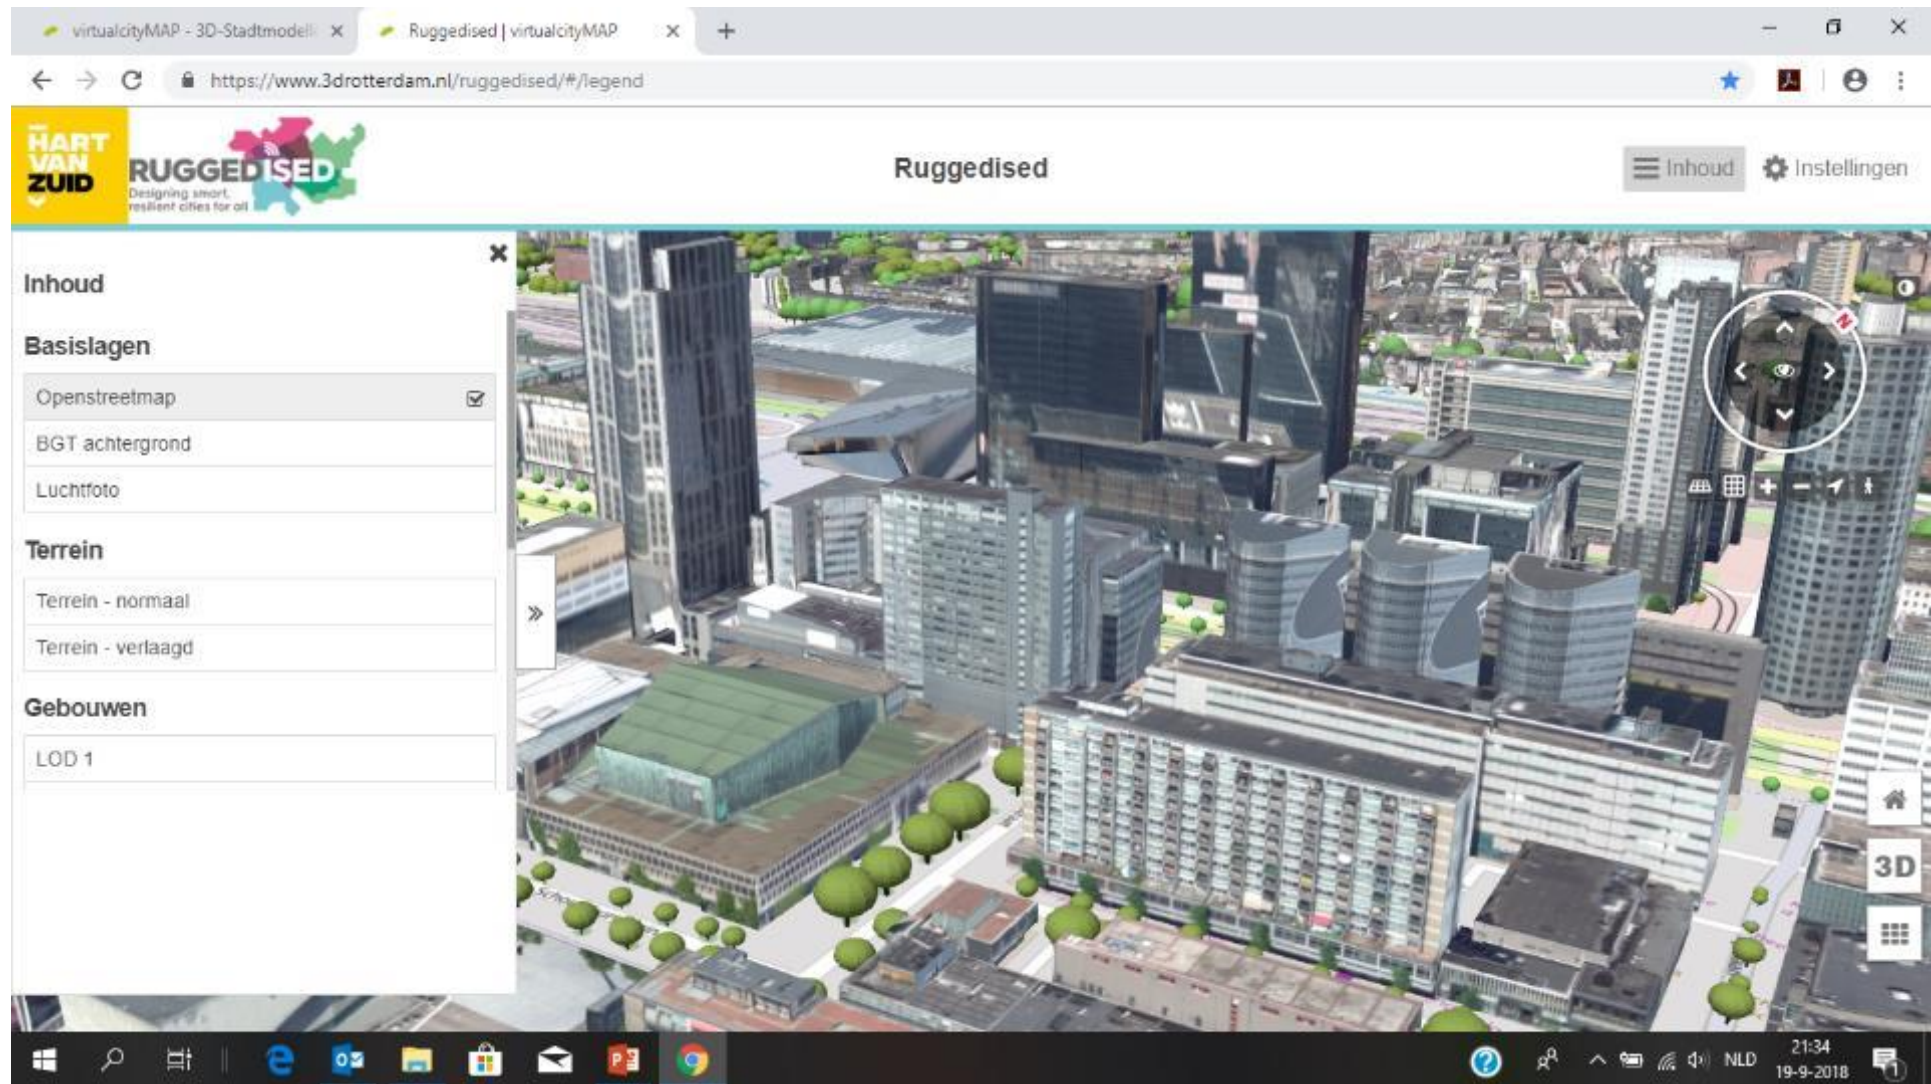 virtualcityMAP - 3D-Stadtmodell
Ruggedised | virtualcityMAP
https://www.3drotterdam.nl/ruggedised/#/legend
HART
VAN
ZUID
RUGGEDISED
Designing smart,
resilient cities for all
Ruggedised
Inhoud
Instellingen
Inhoud
Basislagen
Openstreetmap
BGT achtergrond
Luchtfoto
Terrein
Terrein - normaal
Terrein - verlaagd
Gebouwen
LOD 1
N
3D
NLD
21:34
19-9-2018
1